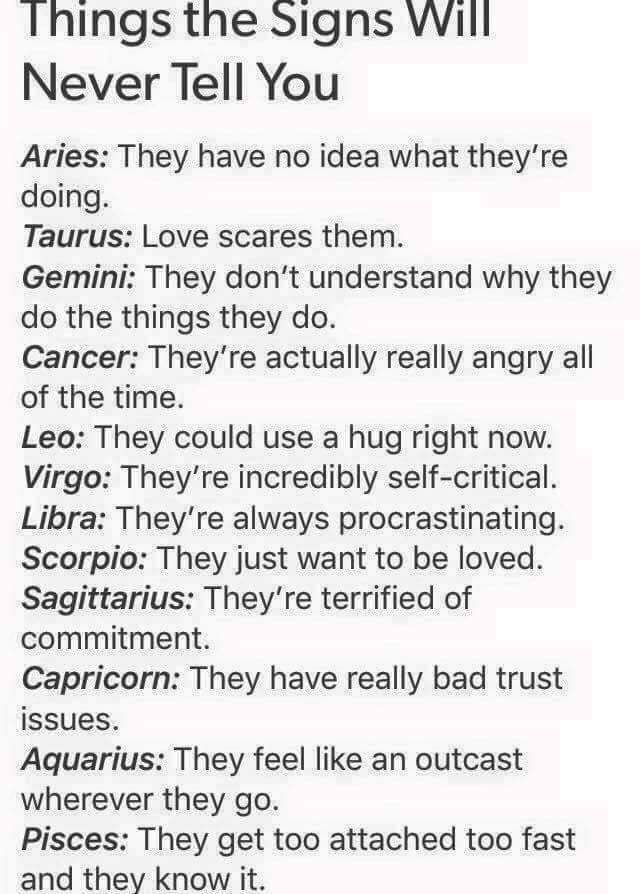 Things the Signs Will
Never Tell You
Aries: They have no idea what they’re
doing.
Taurus: Love scares them.
Gemini: They don’t understand why they
do the things they do.
Cancer: They’re actually really angry all
of the time.
Leo: They could use a hug right now.
Virgo: They’re incredibly self-critical.
Libra: They’re always procrastinating.
Scorpio: They just want to be loved.
Sagittarius: They’re terrified of
commitment.
Capricorn: They have really bad trust
issues.
Aquarius: They feel like an outcast
wherever they go.
Pisces: They get too attached too fast
and they know it.